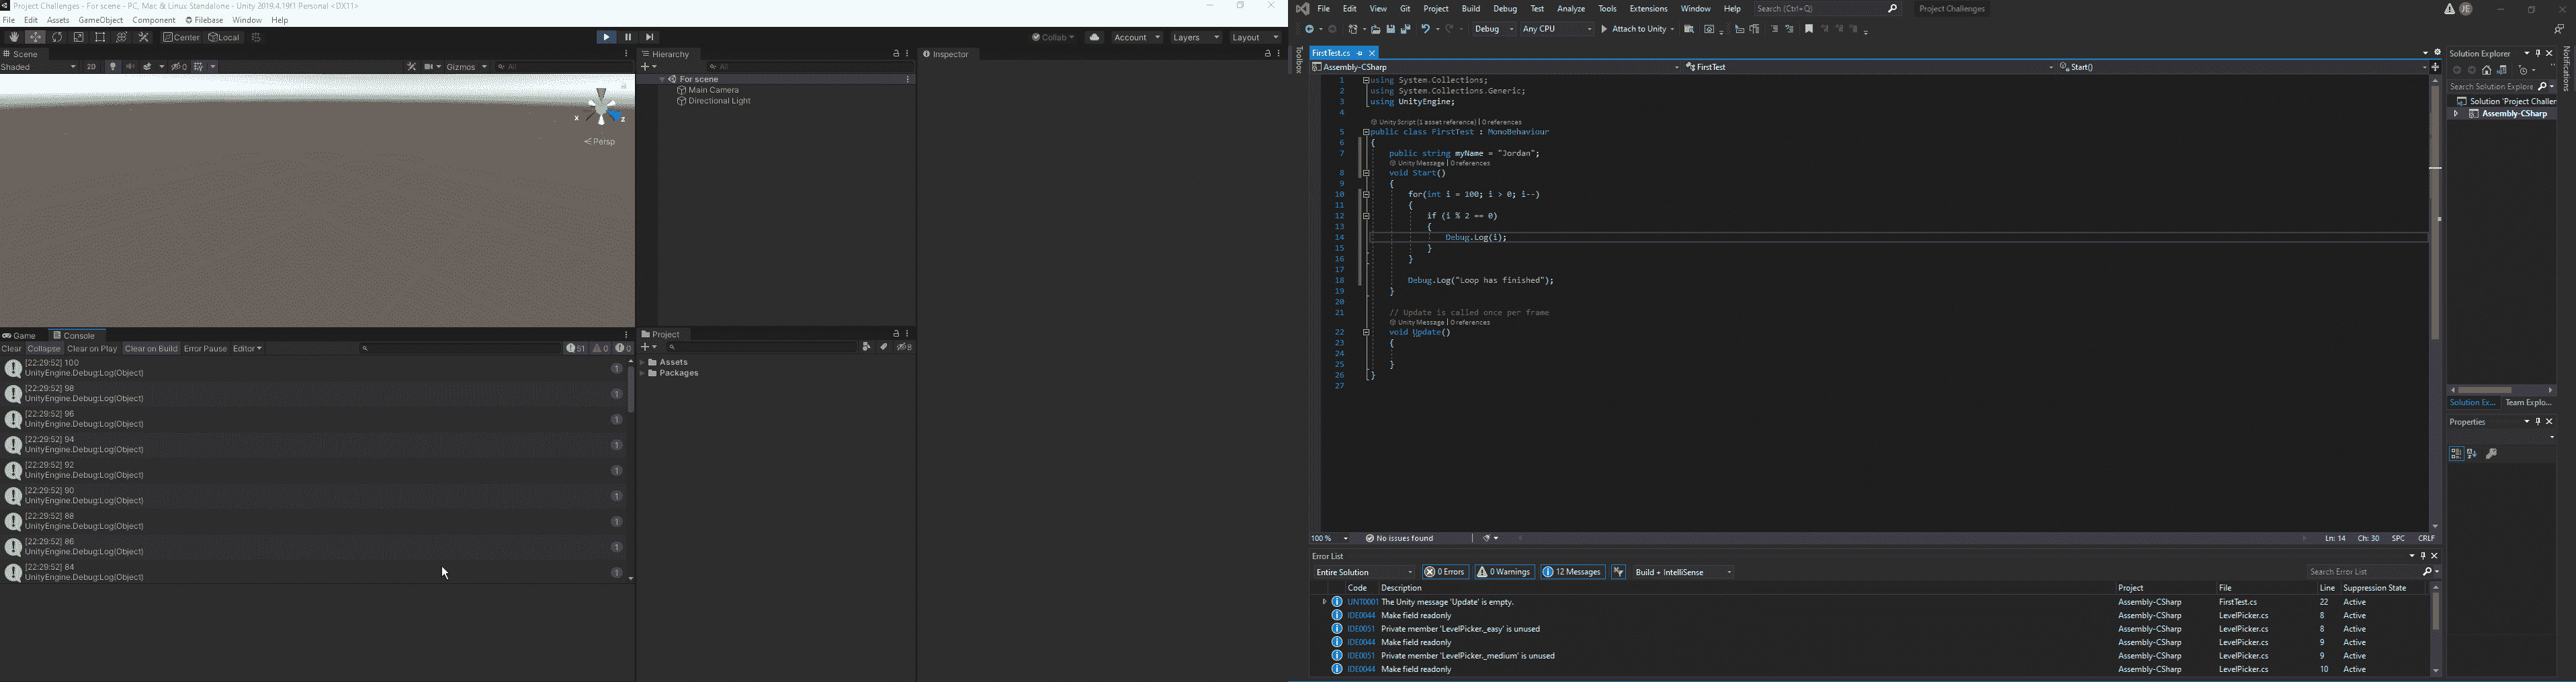 Project Challenges - For scene - PC, Mac & Linux Standalone - Unity 2019.4.19f1 Personal <DX11>
File Edit Assets GameObject Component Filebase Window Help
Center Local
Collab Account Layers Layout
Scene
Shaded 2D 0 Gizmos All
x z
Persp
Game Console
Clear Collapse Clear on Play Clear on Build Error Pause Editor 51 0 0
[22:29:52] 100
UnityEngine.Debug:Log(Object) 1
[22:29:52] 98
UnityEngine.Debug:Log(Object) 1
[22:29:52] 96
UnityEngine.Debug:Log(Object) 1
[22:29:52] 94
UnityEngine.Debug:Log(Object) 1
[22:29:52] 92
UnityEngine.Debug:Log(Object) 1
[22:29:52] 90
UnityEngine.Debug:Log(Object) 1
[22:29:52] 88
UnityEngine.Debug:Log(Object) 1
[22:29:52] 86
UnityEngine.Debug:Log(Object) 1
[22:29:52] 84
UnityEngine.Debug:Log(Object) 1
Hierarchy
All
For scene
Main Camera
Directional Light
Project
8
Assets
Packages
Inspector
File Edit View Git Project Build Debug Test Analyze Tools Extensions Window Help Search (Ctrl+Q) Project Challenges JE
Debug Any CPU Attach to Unity
Toolbox
FirstTest.cs
Assembly-CSharp FirstTest Start()
1 using System.Collections;
2 using System.Collections.Generic;
3 using UnityEngine;
4
Unity Script (1 asset reference) | 0 references
5 public class FirstTest : MonoBehaviour
6 {
7 public string myName = "Jordan";
Unity Message | 0 references
8 void Start()
9 {
10 for(int i = 100; i > 0; i--)
11 {
12 if (i % 2 == 0)
13 {
14 Debug.Log(i);
15 }
16 }
17
18 Debug.Log("Loop has finished");
19 }
20
21 // Update is called once per frame
Unity Message | 0 references
22 void Update()
23 {
24
25 }
26 }
27
100 % No issues found Ln: 14 Ch: 30 SPC CRLF
Error List
Entire Solution 0 Errors 0 Warnings 12 Messages Build + IntelliSense Search Error List
Code Description Project File Line Suppression State
UNT0001 The Unity message 'Update' is empty. Assembly-CSharp FirstTest.cs 22 Active
IDE0044 Make field readonly Assembly-CSharp LevelPicker.cs 8 Active
IDE0051 Private member 'LevelPicker._easy' is unused Assembly-CSharp LevelPicker.cs 8 Active
IDE0044 Make field readonly Assembly-CSharp LevelPicker.cs 9 Active
IDE0051 Private member 'LevelPicker._medium' is unused Assembly-CSharp LevelPicker.cs 9 Active
IDE0044 Make field readonly Assembly-CSharp LevelPicker.cs 10 Active
Solution Explorer
Search Solution Explore
Solution 'Project Challer
Assembly-CSharp
Solution Ex... Team Explo...
Properties
Notifications